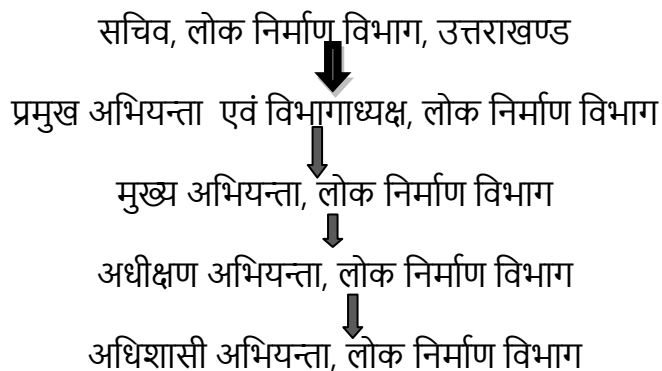 सचिव, लोक निर्माण विभाग, उत्तराखण्ड
प्रमुख अभियन्ता एवं विभागाध्यक्ष, लोक निर्माण विभाग
मुख्य अभियन्ता, लोक निर्माण विभाग
अधीक्षण अभियन्ता, लोक निर्माण विभाग
अधिशासी अभियन्ता, लोक निर्माण विभाग